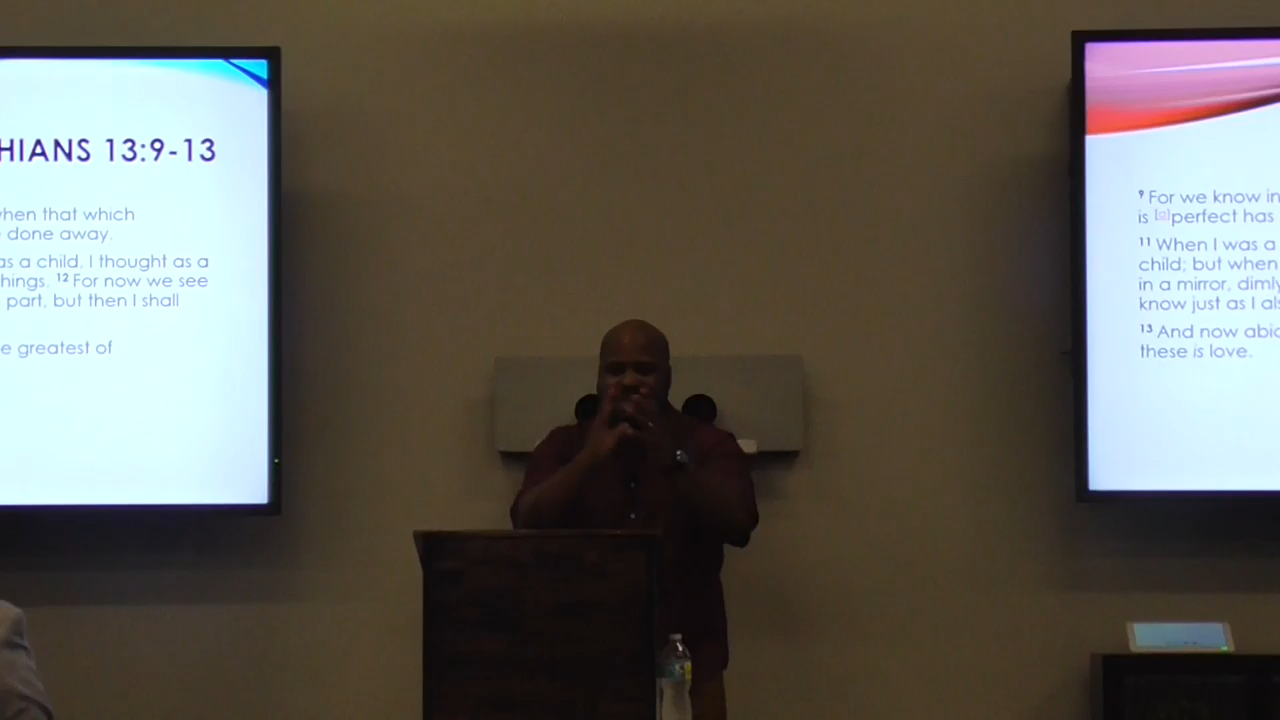 HIANS 13:9-13
when that which
done away.
as a child, I thought as a
hings. 12 For now we see
part, but then I shall
e greatest of
9 For we know in
is [a]perfect has
11 When I was a
child; but when
in a mirror, dimly
know just as I als
13 And now abid
these is love.